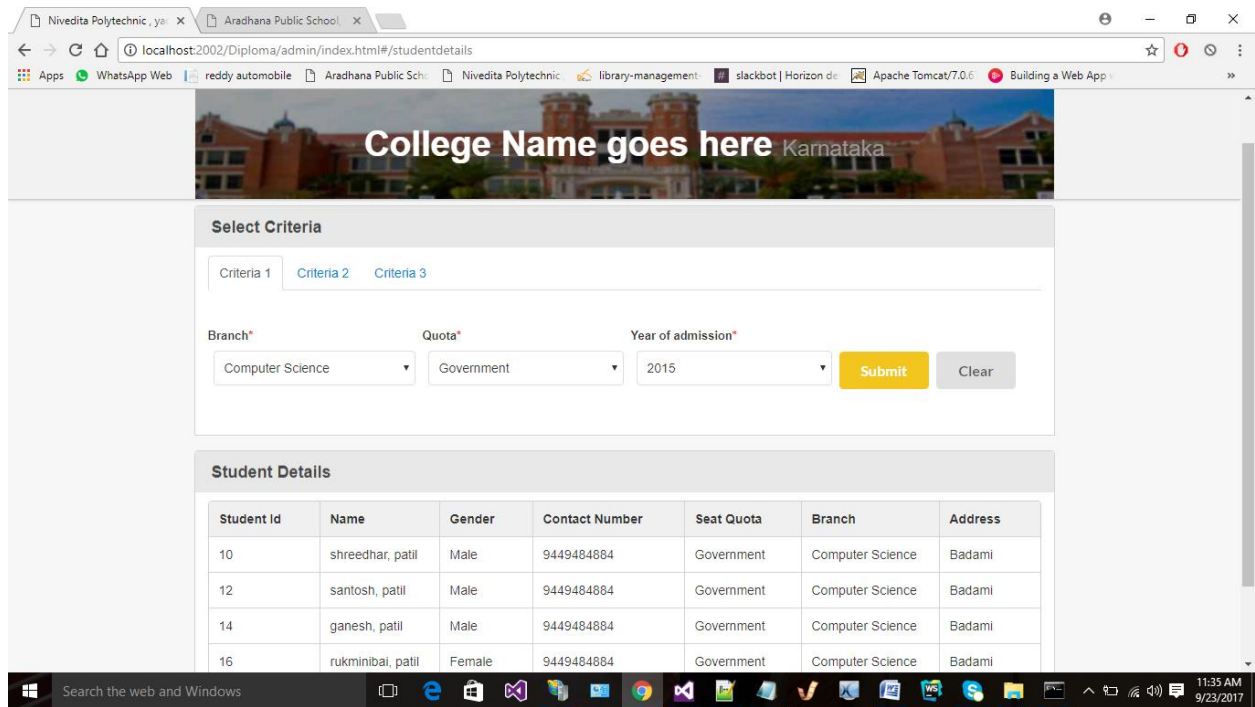 Nivedita Polytechnic , ya
Aradhana Public School,
localhost:2002/Diploma/admin/index.html#/studentdetails
Apps WhatsApp Web reddy automobile Aradhana Public Sch Nivedita Polytechnic library-management- slackbot | Horizon de Apache Tomcat/7.0.6 Building a Web App
College Name goes here Karnataka
Select Criteria
Criteria 1 Criteria 2 Criteria 3
Branch* Quota* Year of admission*
Computer Science Government 2015 Submit Clear
Student Details
Student Id Name Gender Contact Number Seat Quota Branch Address
10 shreedhar, patil Male 9449484884 Government Computer Science Badami
12 santosh, patil Male 9449484884 Government Computer Science Badami
14 ganesh, patil Male 9449484884 Government Computer Science Badami
16 rukminibai, patil Female 9449484884 Government Computer Science Badami
Search the web and Windows
11:35 AM
9/23/2017